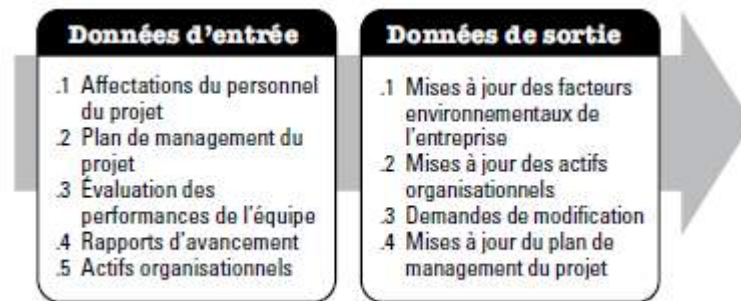 Données d'entrée
.1 Affectations du personnel
du projet
.2 Plan de management du
projet
.3 Évaluation des
performances de l'équipe
.4 Rapports d'avancement
.5 Actifs organisationnels
Données de sortie
.1 Mises à jour des facteurs
environnementaux de
l'entreprise
.2 Mises à jour des actifs
organisationnels
.3 Demandes de modification
.4 Mises à jour du plan de
management du projet